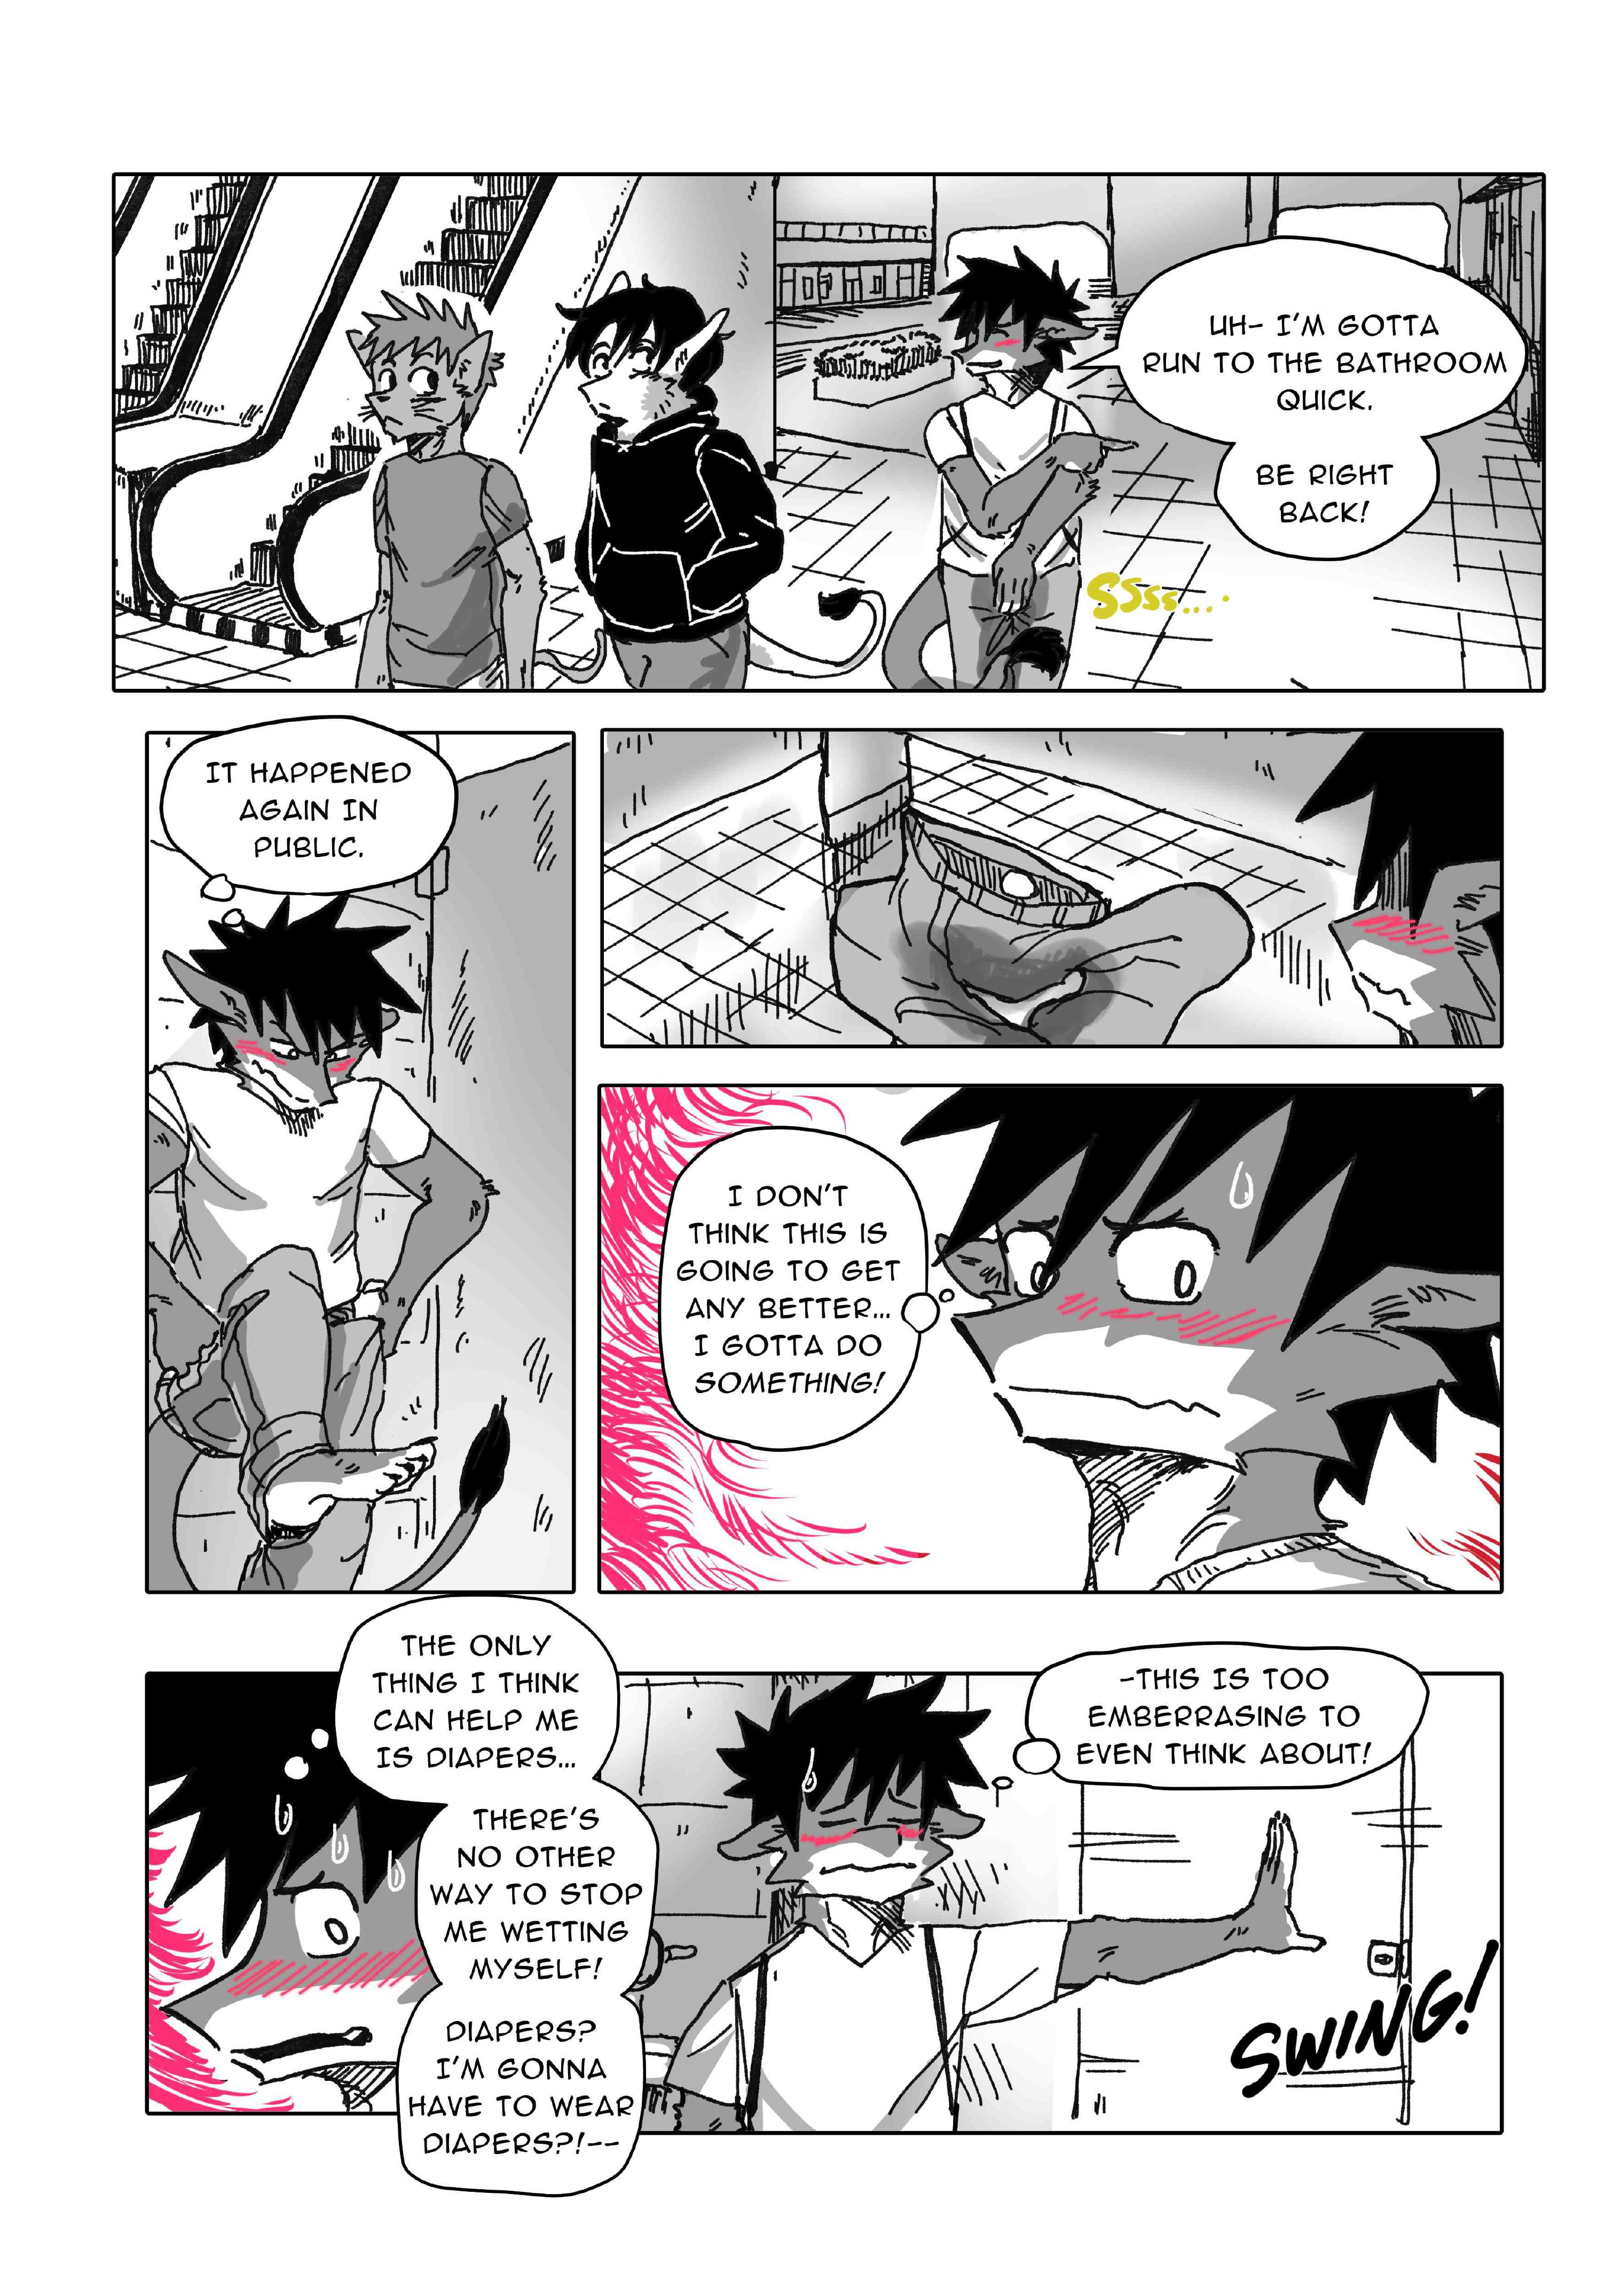 UH- I'M GOTTA
RUN TO THE BATHROOM
QUICK.
BE RIGHT
BACK!
SSSss....
IT HAPPENED
AGAIN IN
PUBLIC.
I DON'T
THINK THIS IS
GOING TO GET
ANY BETTER...
I GOTTA DO
SOMETHING!
THE ONLY
THING I THINK
CAN HELP ME
IS DIAPERS...
THERE'S
NO OTHER
WAY TO STOP
ME WETTING
MYSELF!
DIAPERS?
I'M GONNA
HAVE TO WEAR
DIAPERS?!--
-THIS IS TOO
EMBERRASING TO
EVEN THINK ABOUT!
SWING!